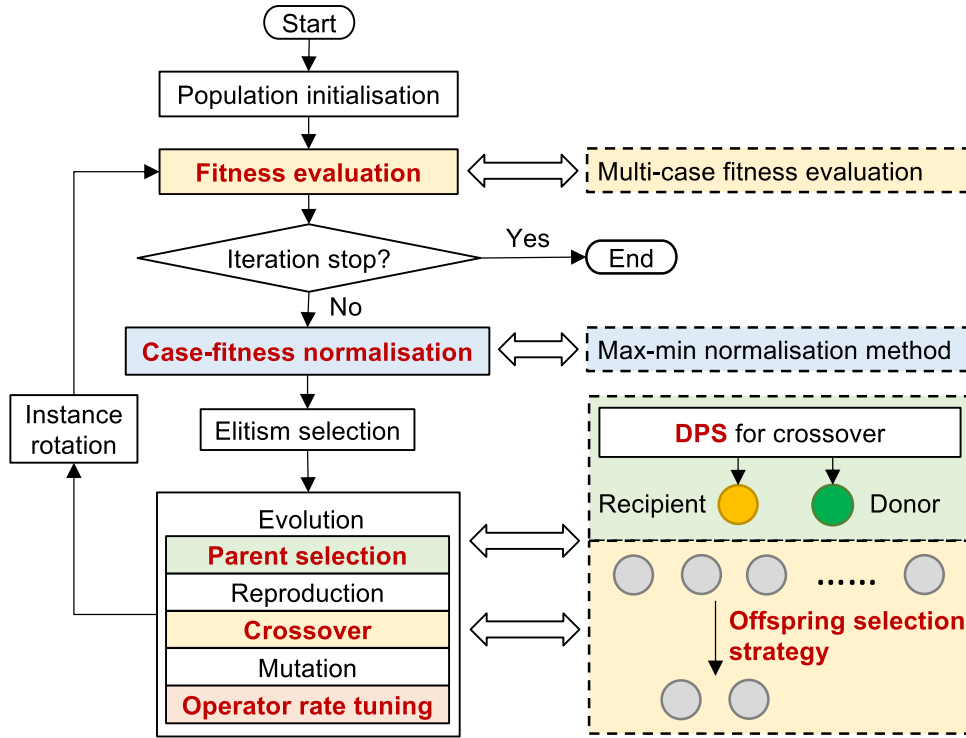 Start
Population initialisation
Fitness evaluation
Multi-case fitness evaluation
Iteration stop?
Yes
End
No
Case-fitness normalisation
Max-min normalisation method
Instance
rotation
Elitism selection
DPS for crossover
Recipient
Donor
Evolution
Parent selection
Reproduction
Crossover
Mutation
Operator rate tuning
......
Offspring selection
strategy